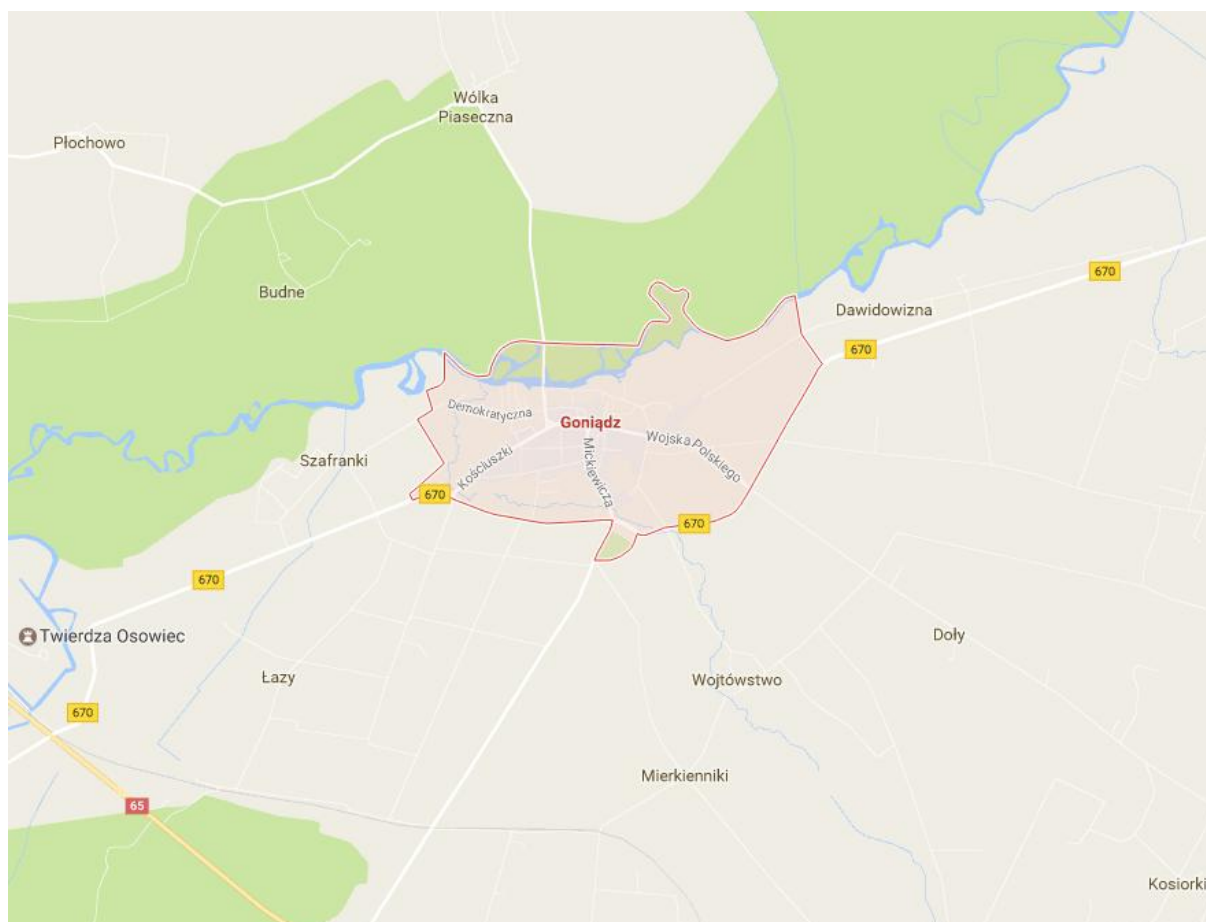 Wólka
Piaseczna
Płochowo
670
Budne
Dawidowizna
670
Demokratyczna
Goniądz
Wojska Polskiego
Kościuszki
Mickiewicza
Szafranki
670
670
670
Twierdza Osowiec
Doły
Łazy
Wojtówstwo
670
Mierkienniki
65
Kosiorki